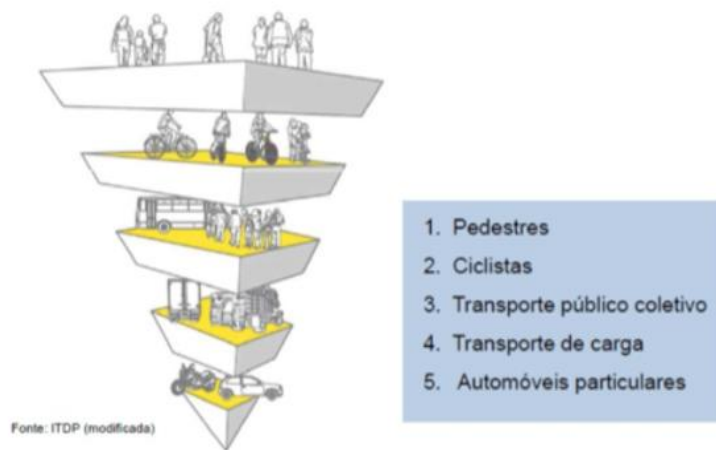 1. Pedestres
2. Ciclistas
3. Transporte público coletivo
4. Transporte de carga
5. Automóveis particulares
Fonte: ITDP (modificada)